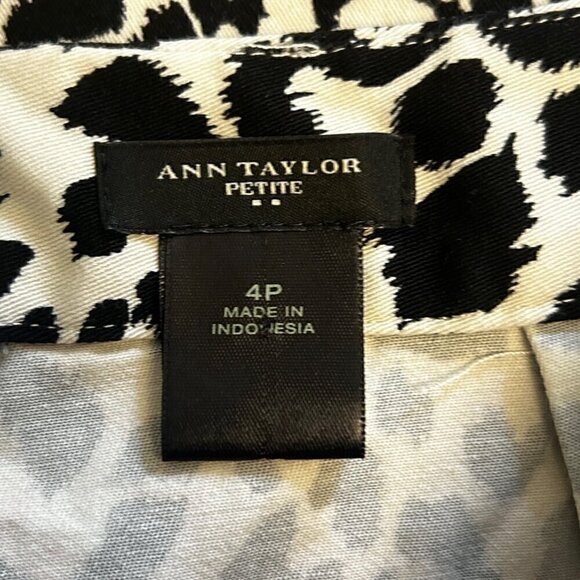 ANN TAYLOR
PETITE
4P
MADE IN
INDONESIA